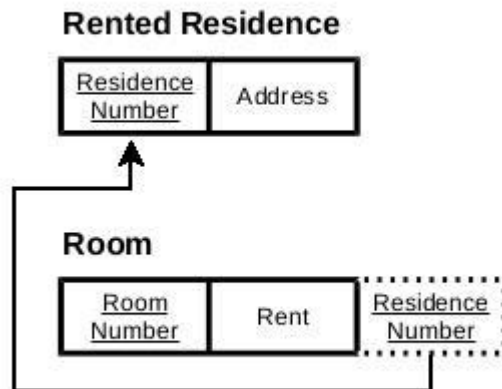 Rented Residence
Residence
Number
Address
Room
Room
Number
Rent
Residence
Number